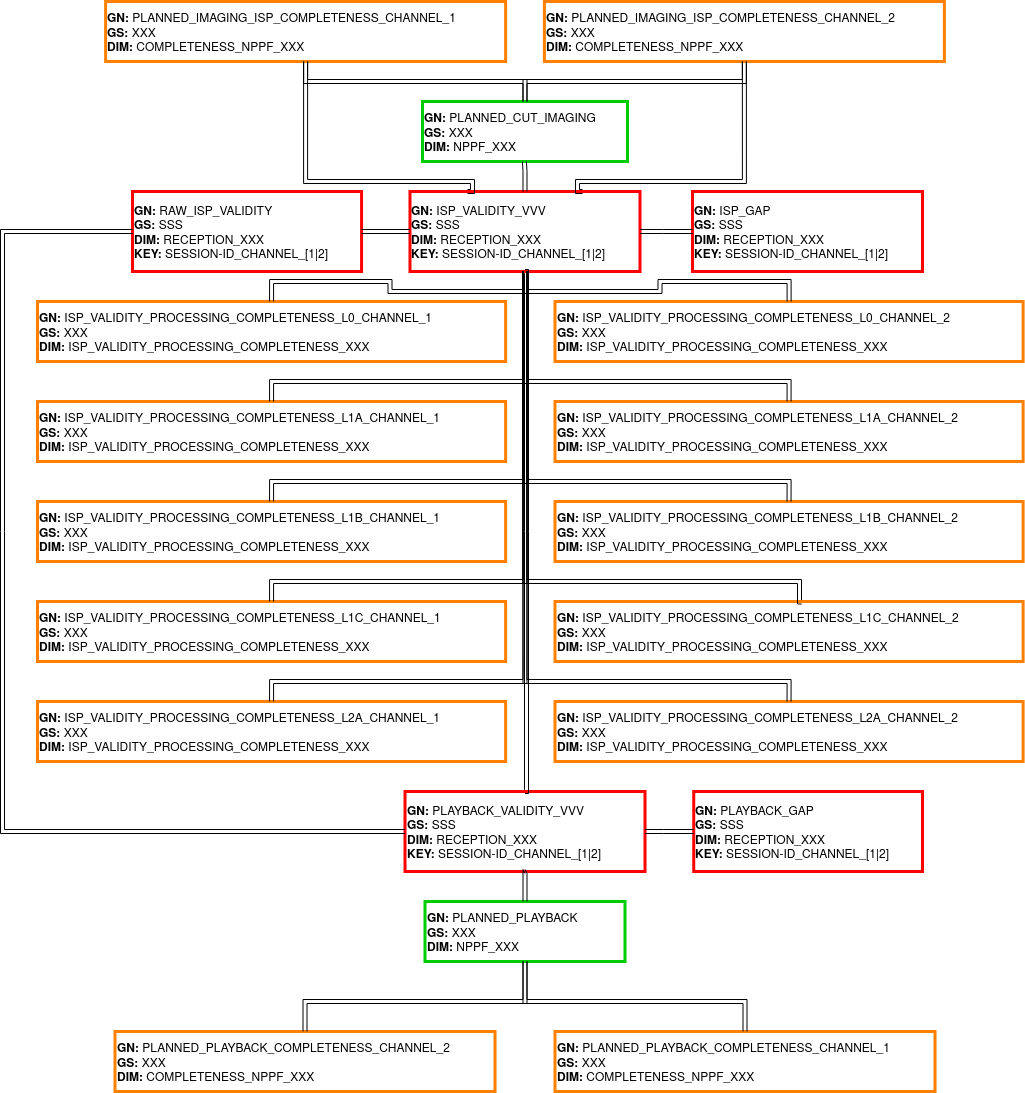 GN: PLANNED_IMAGING_ISP_COMPLETENESS_CHANNEL_1
GS: XXX
DIM: COMPLETENESS_NPPF_XXX
GN: PLANNED_IMAGING_ISP_COMPLETENESS_CHANNEL_2
GS: XXX
DIM: COMPLETENESS_NPPF_XXX
GN: PLANNED_CUT_IMAGING
GS: XXX
DIM: NPPF_XXX
GN: RAW_ISP_VALIDITY
GS: SSS
DIM: RECEPTION_XXX
KEY: SESSION-ID_CHANNEL_[1|2]
GN: ISP_VALIDITY_VVV
GS: SSS
DIM: RECEPTION_XXX
KEY: SESSION-ID_CHANNEL_[1|2]
GN: ISP_GAP
GS: SSS
DIM: RECEPTION_XXX
KEY: SESSION-ID_CHANNEL_[1|2]
GN: ISP_VALIDITY_PROCESSING_COMPLETENESS_L0_CHANNEL_1
GS: XXX
DIM: ISP_VALIDITY_PROCESSING_COMPLETENESS_XXX
GN: ISP_VALIDITY_PROCESSING_COMPLETENESS_L0_CHANNEL_2
GS: XXX
DIM: ISP_VALIDITY_PROCESSING_COMPLETENESS_XXX
GN: ISP_VALIDITY_PROCESSING_COMPLETENESS_L1A_CHANNEL_1
GS: XXX
DIM: ISP_VALIDITY_PROCESSING_COMPLETENESS_XXX
GN: ISP_VALIDITY_PROCESSING_COMPLETENESS_L1A_CHANNEL_2
GS: XXX
DIM: ISP_VALIDITY_PROCESSING_COMPLETENESS_XXX
GN: ISP_VALIDITY_PROCESSING_COMPLETENESS_L1B_CHANNEL_1
GS: XXX
DIM: ISP_VALIDITY_PROCESSING_COMPLETENESS_XXX
GN: ISP_VALIDITY_PROCESSING_COMPLETENESS_L1B_CHANNEL_2
GS: XXX
DIM: ISP_VALIDITY_PROCESSING_COMPLETENESS_XXX
GN: ISP_VALIDITY_PROCESSING_COMPLETENESS_L1C_CHANNEL_1
GS: XXX
DIM: ISP_VALIDITY_PROCESSING_COMPLETENESS_XXX
GN: ISP_VALIDITY_PROCESSING_COMPLETENESS_L1C_CHANNEL_2
GS: XXX
DIM: ISP_VALIDITY_PROCESSING_COMPLETENESS_XXX
GN: ISP_VALIDITY_PROCESSING_COMPLETENESS_L2A_CHANNEL_1
GS: XXX
DIM: ISP_VALIDITY_PROCESSING_COMPLETENESS_XXX
GN: ISP_VALIDITY_PROCESSING_COMPLETENESS_L2A_CHANNEL_2
GS: XXX
DIM: ISP_VALIDITY_PROCESSING_COMPLETENESS_XXX
GN: PLAYBACK_VALIDITY_VVV
GS: SSS
DIM: RECEPTION_XXX
KEY: SESSION-ID_CHANNEL_[1|2]
GN: PLAYBACK_GAP
GS: SSS
DIM: RECEPTION_XXX
KEY: SESSION-ID_CHANNEL_[1|2]
GN: PLANNED_PLAYBACK
GS: XXX
DIM: NPPF_XXX
GN: PLANNED_PLAYBACK_COMPLETENESS_CHANNEL_2
GS: XXX
DIM: COMPLETENESS_NPPF_XXX
GN: PLANNED_PLAYBACK_COMPLETENESS_CHANNEL_1
GS: XXX
DIM: COMPLETENESS_NPPF_XXX